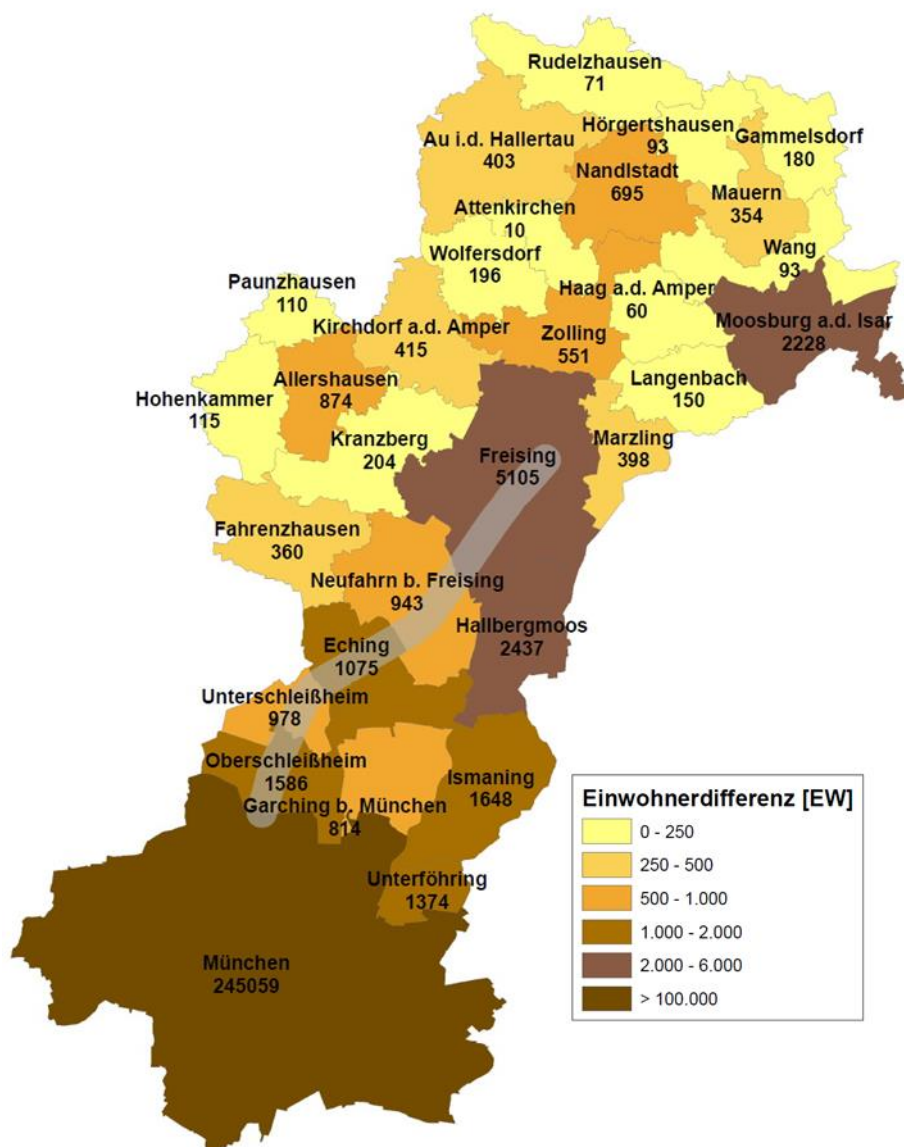 Rudelzhausen
71
Au i.d. Hallertau
403
Hörgertshausen
93
Gammelsdorf
180
Nandlstadt
695
Mauern
354
Attenkirchen
10
Wolfersdorf
196
Wang
93
Paunzhausen
110
Haag a.d. Amper
60
Kirchdorf a.d. Amper
415
Zolling
551
Moosburg a.d. Isar
2228
Hohenkammer
115
Allershausen
874
Langenbach
150
Kranzberg
204
Freising
5105
Marzling
398
Fahrenzhausen
360
Neufahrn b. Freising
943
Hallbergmoos
2437
Eching
1075
Unterschleißheim
978
Oberschleißheim
1586
Garching b. München
814
Ismaning
1648
Unterföhring
1374
München
245059
Einwohnerdifferenz [EW]
0 - 250
250 - 500
500 - 1.000
1.000 - 2.000
2.000 - 6.000
> 100.000